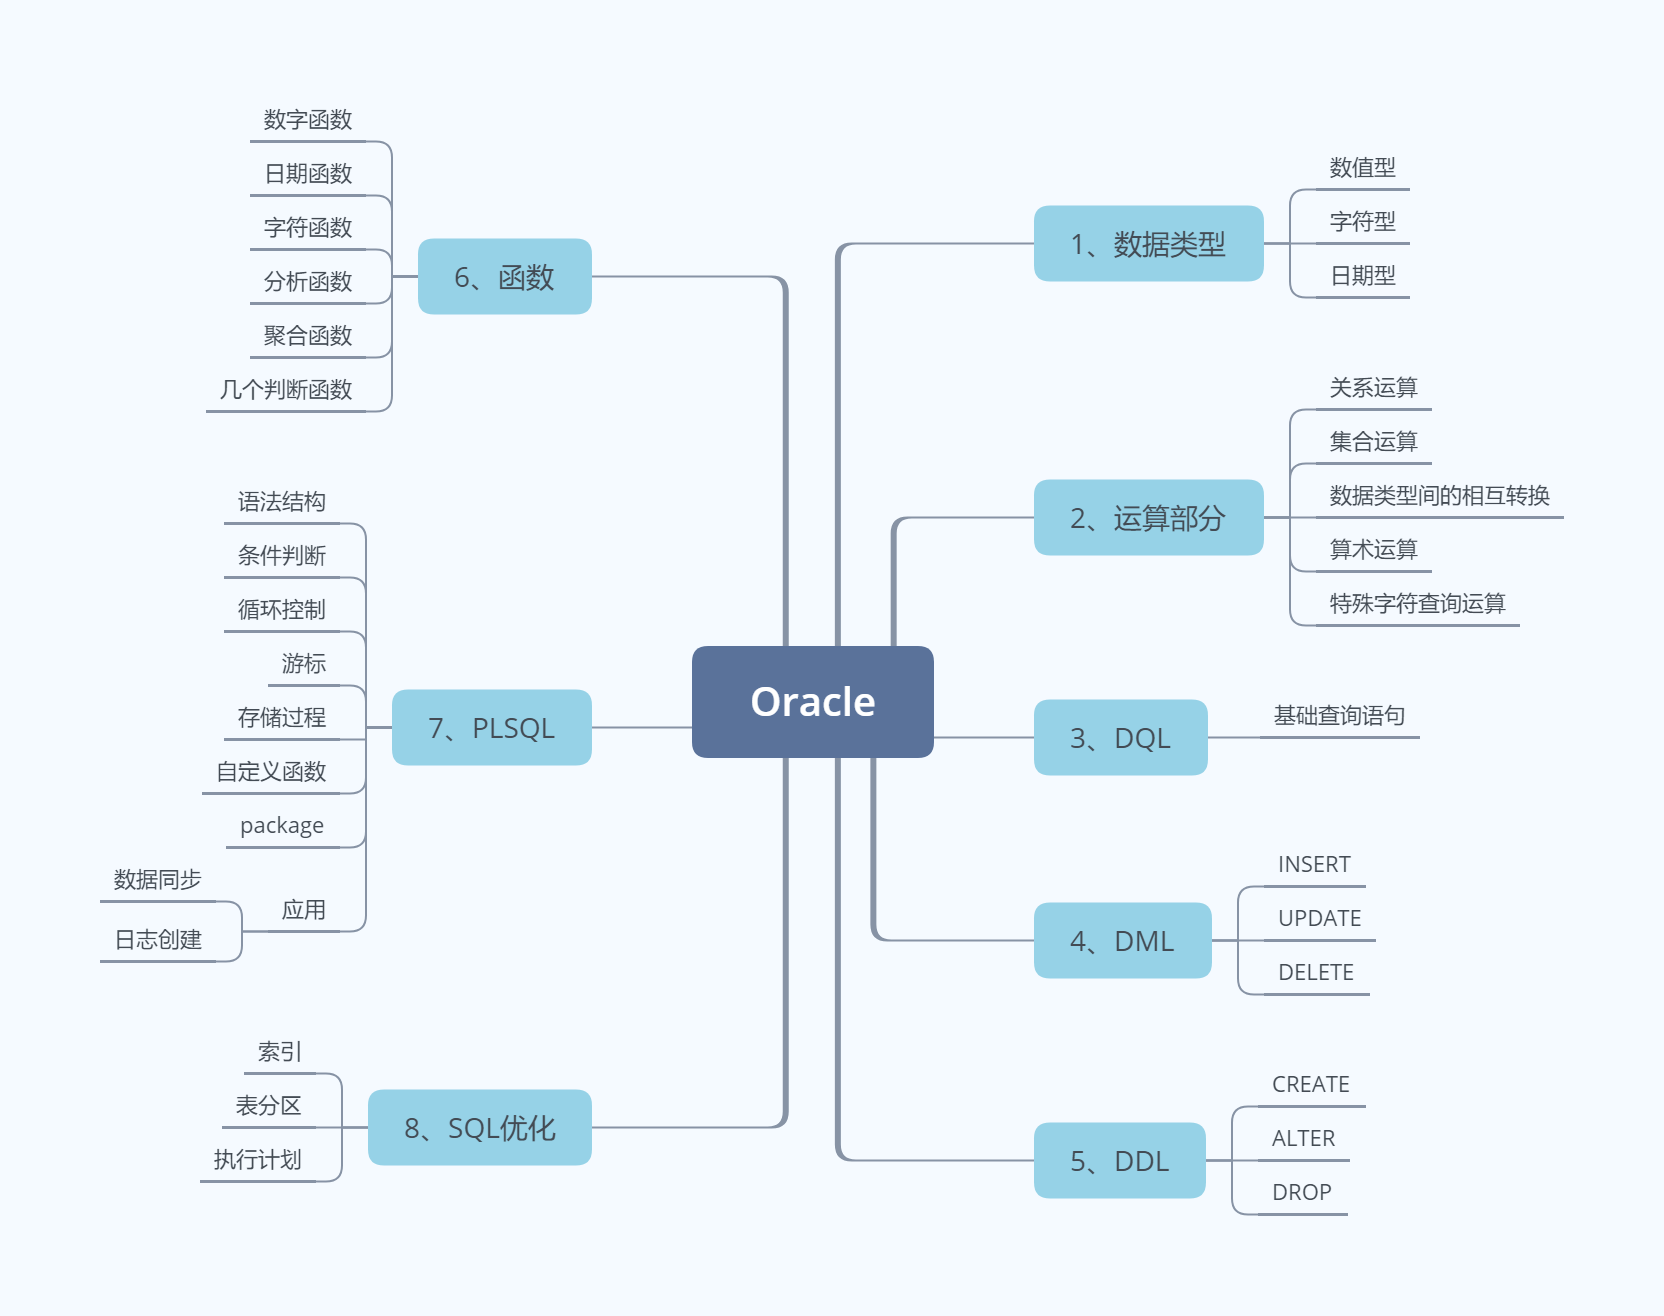 Oracle
1、数据类型
数值型
字符型
日期型
2、运算部分
关系运算
集合运算
数据类型间的相互转换
算术运算
特殊字符查询运算
3、DQL
基础查询语句
4、DML
INSERT
UPDATE
DELETE
5、DDL
CREATE
ALTER
DROP
6、函数
数字函数
日期函数
字符函数
分析函数
聚合函数
几个判断函数
7、PLSQL
语法结构
条件判断
循环控制
游标
存储过程
自定义函数
package
应用
数据同步
日志创建
8、SQL优化
索引
表分区
执行计划